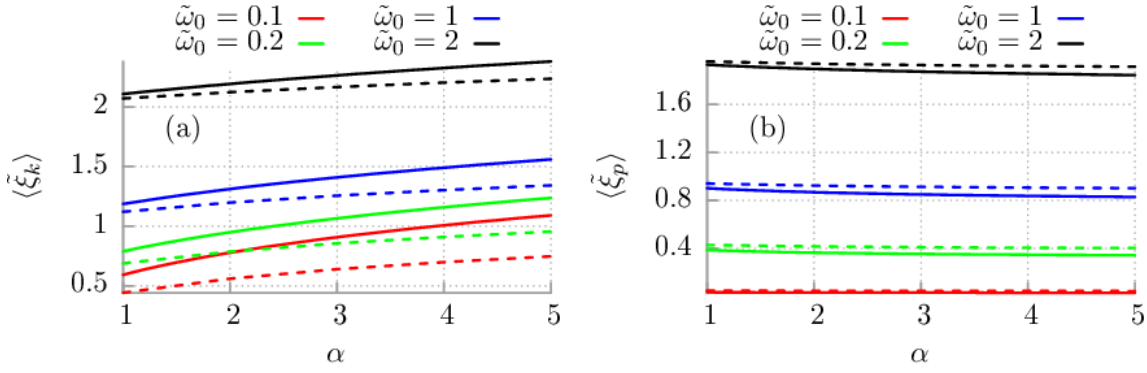 ω̃₀ = 0.1 ω̃₀ = 1
ω̃₀ = 0.2 ω̃₀ = 2
2
1.5
1
0.5
⟨ξ̃ₖ⟩
(a)
1 2 3 4 5
α
ω̃₀ = 0.1 ω̃₀ = 1
ω̃₀ = 0.2 ω̃₀ = 2
1.6
1.2
0.8
0.4
⟨ξ̃ₚ⟩
(b)
1 2 3 4 5
α